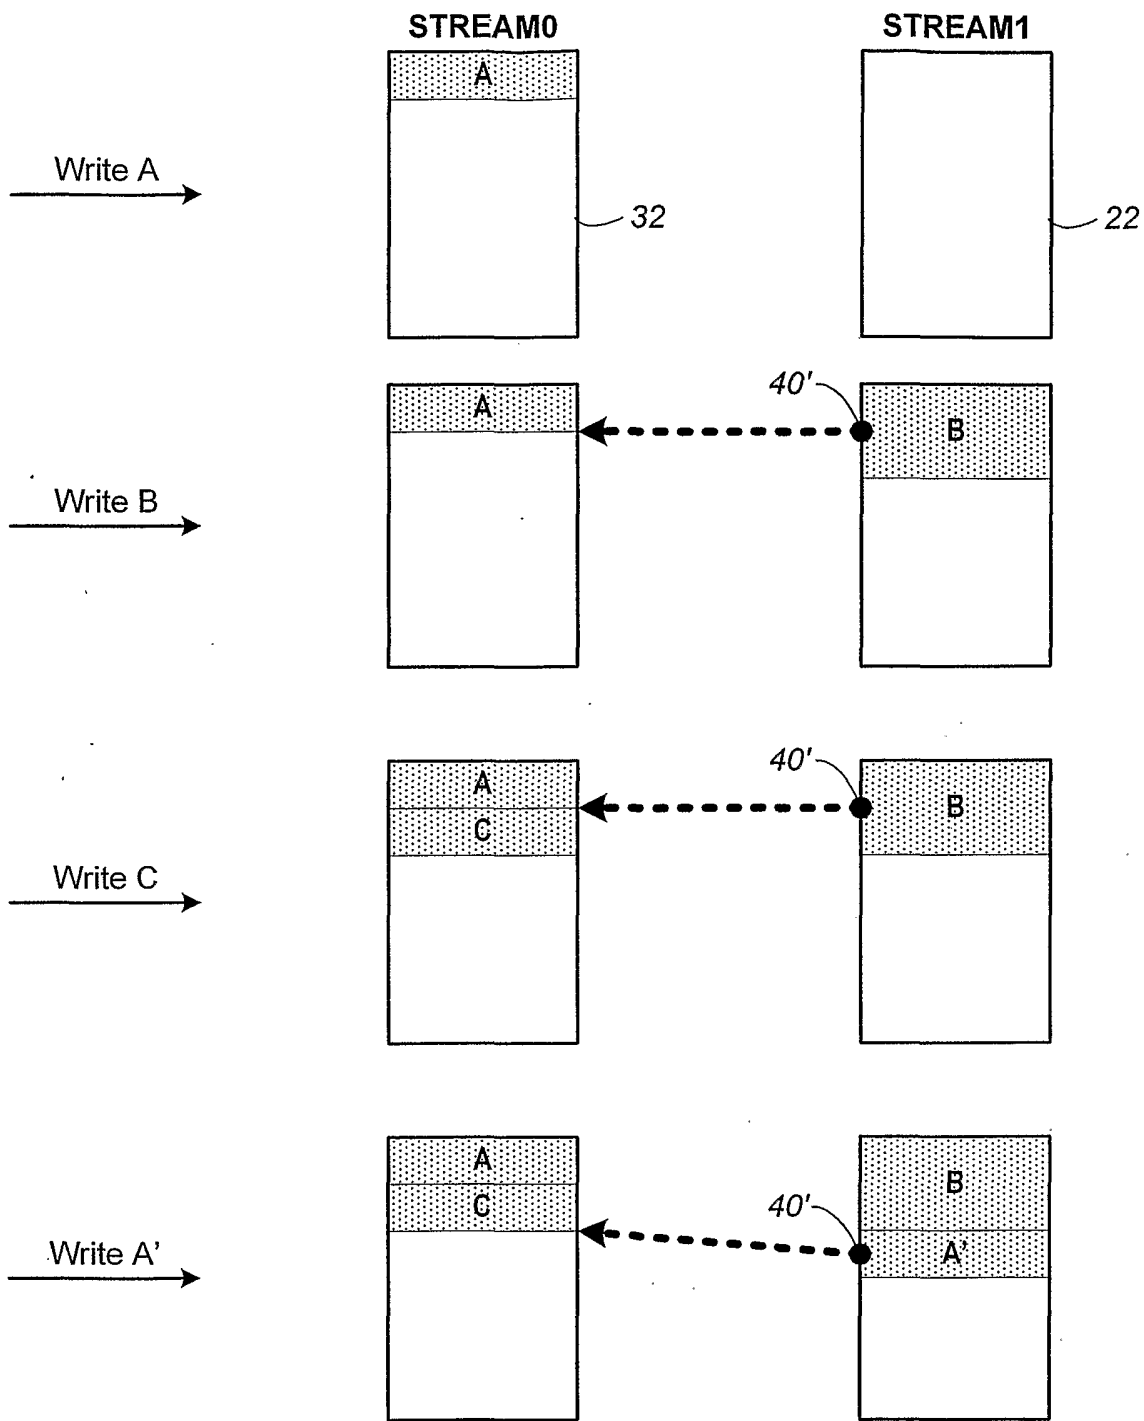 STREAM0 STREAM1
A
Write A
32 22
40'
A B
Write B
40'
A B
C
Write C
A B
C 40'
Write A' A'